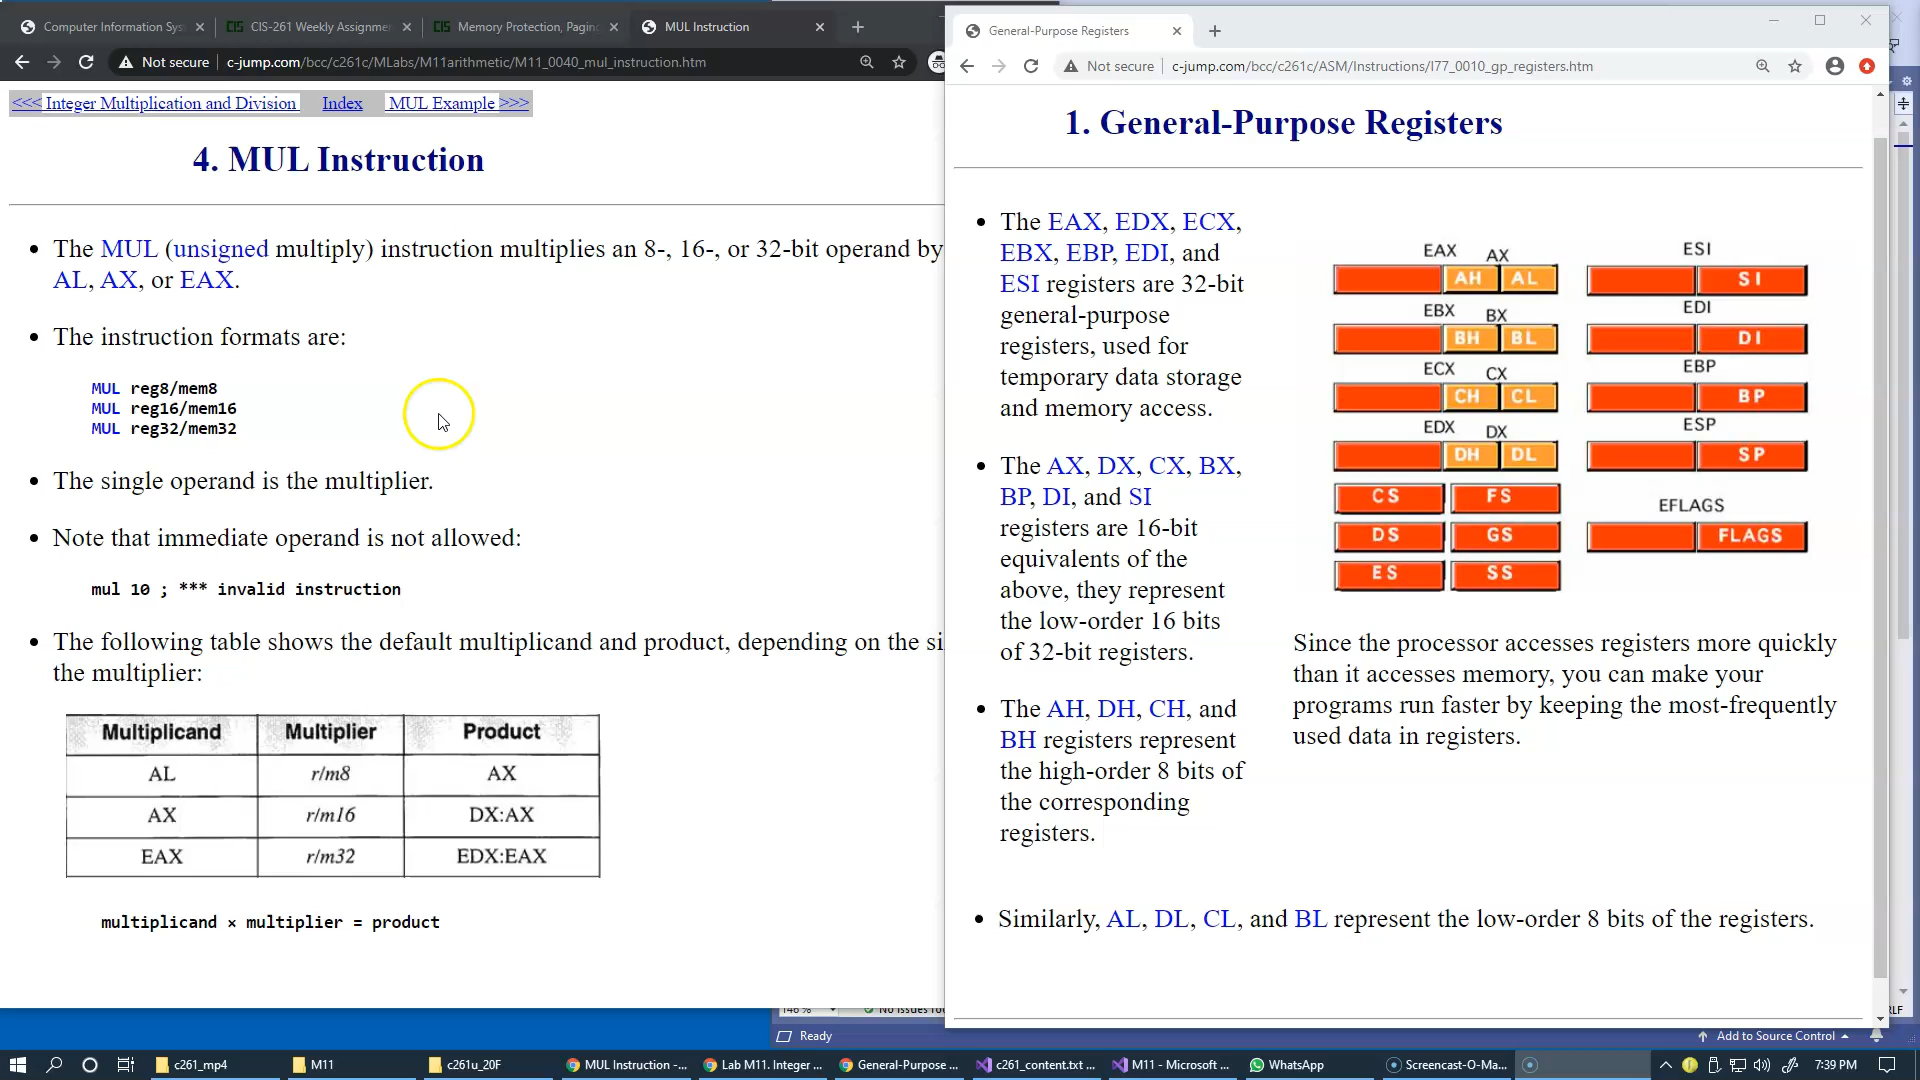 Computer Information Sys
CIS-261 Weekly Assignmen
Memory Protection, Paging
MUL Instruction
Not secure
c-jump.com/bcc/c261c/MLabs/M11arithmetic/M11_0040_mul_instruction.htm
<<< Integer Multiplication and Division Index MUL Example >>>
4. MUL Instruction
The MUL (unsigned multiply) instruction multiplies an 8-, 16-, or 32-bit operand by
AL, AX, or EAX.
The instruction formats are:
MUL reg8/mem8
MUL reg16/mem16
MUL reg32/mem32
The single operand is the multiplier.
Note that immediate operand is not allowed:
mul 10 ; *** invalid instruction
The following table shows the default multiplicand and product, depending on the si
the multiplier:
Multiplicand Multiplier Product
AL r/m8 AX
AX r/m16 DX:AX
EAX r/m32 EDX:EAX
multiplicand × multiplier = product
General-Purpose Registers
Not secure
c-jump.com/bcc/c261c/ASM/Instructions/I77_0010_gp_registers.htm
1. General-Purpose Registers
The EAX, EDX, ECX,
EBX, EBP, EDI, and
ESI registers are 32-bit
general-purpose
registers, used for
temporary data storage
and memory access.
The AX, DX, CX, BX,
BP, DI, and SI
registers are 16-bit
equivalents of the
above, they represent
the low-order 16 bits
of 32-bit registers.
The AH, DH, CH, and
BH registers represent
the high-order 8 bits of
the corresponding
registers.
EAX AX ESI
AH AL SI
EBX BX EDI
BH BL DI
ECX CX EBP
CH CL BP
EDX DX ESP
DH DL SP
CS FS EFLAGS
DS GS FLAGS
ES SS
Since the processor accesses registers more quickly
than it accesses memory, you can make your
programs run faster by keeping the most-frequently
used data in registers.
Similarly, AL, DL, CL, and BL represent the low-order 8 bits of the registers.
146 %
Ready
Add to Source Control
c261_mp4
M11
c261u_20F
MUL Instruction -...
Lab M11. Integer ...
General-Purpose ...
c261_content.txt ...
M11 - Microsoft ...
WhatsApp
Screencast-O-Ma...
7:39 PM